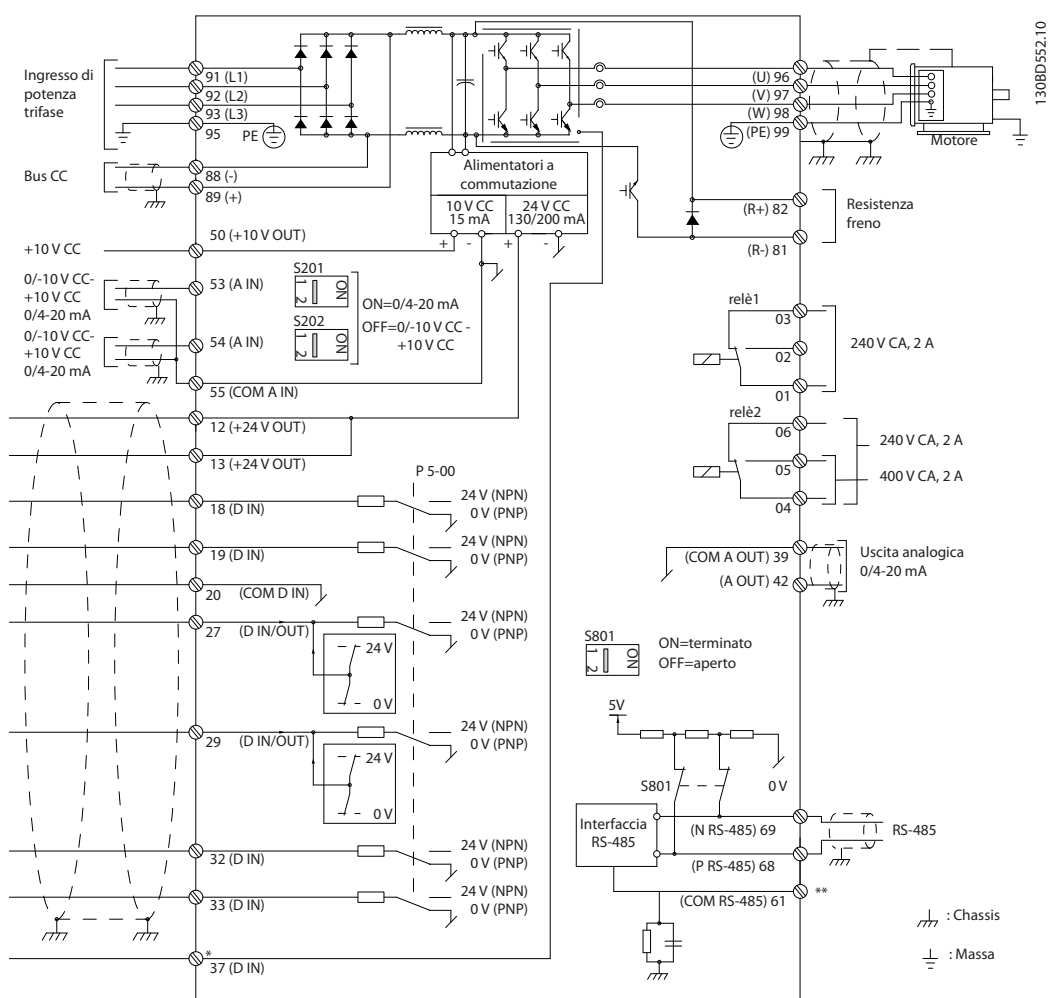 130BD552.10
Ingresso di
potenza
trifase
91 (L1)
92 (L2)
93 (L3)
95
PE
Bus CC
88 (-)
89 (+)
+10 V CC
50 (+10 V OUT)
0/-10 V CC-
+10 V CC
0/4-20 mA
53 (A IN)
0/-10 V CC-
+10 V CC
0/4-20 mA
54 (A IN)
55 (COM A IN)
12 (+24 V OUT)
13 (+24 V OUT)
18 (D IN)
19 (D IN)
20 (COM D IN)
27 (D IN/OUT)
24 V
0 V
29 (D IN/OUT)
24 V
0 V
32 (D IN)
33 (D IN)
*
37 (D IN)
S201
1 2
ON
S202
1 2
ON
ON=0/4-20 mA
OFF=0/-10 V CC -
+10 V CC
Alimentatori a
commutazione
10 V CC
15 mA
24 V CC
130/200 mA
+ - + -
P 5-00
24 V (NPN)
0 V (PNP)
24 V (NPN)
0 V (PNP)
24 V (NPN)
0 V (PNP)
24 V (NPN)
0 V (PNP)
24 V (NPN)
0 V (PNP)
24 V (NPN)
0 V (PNP)
(U) 96
(V) 97
(W) 98
(PE) 99
Motore
(R+) 82
Resistenza
freno
(R-) 81
relè1
03
02
01
240 V CA, 2 A
relè2
06
05
04
240 V CA, 2 A
400 V CA, 2 A
(COM A OUT) 39
(A OUT) 42
Uscita analogica
0/4-20 mA
S801
1 2
ON
ON=terminato
OFF=aperto
5V
S801
0 V
Interfaccia
RS-485
(N RS-485) 69
(P RS-485) 68
RS-485
(COM RS-485) 61
**
: Chassis
: Massa